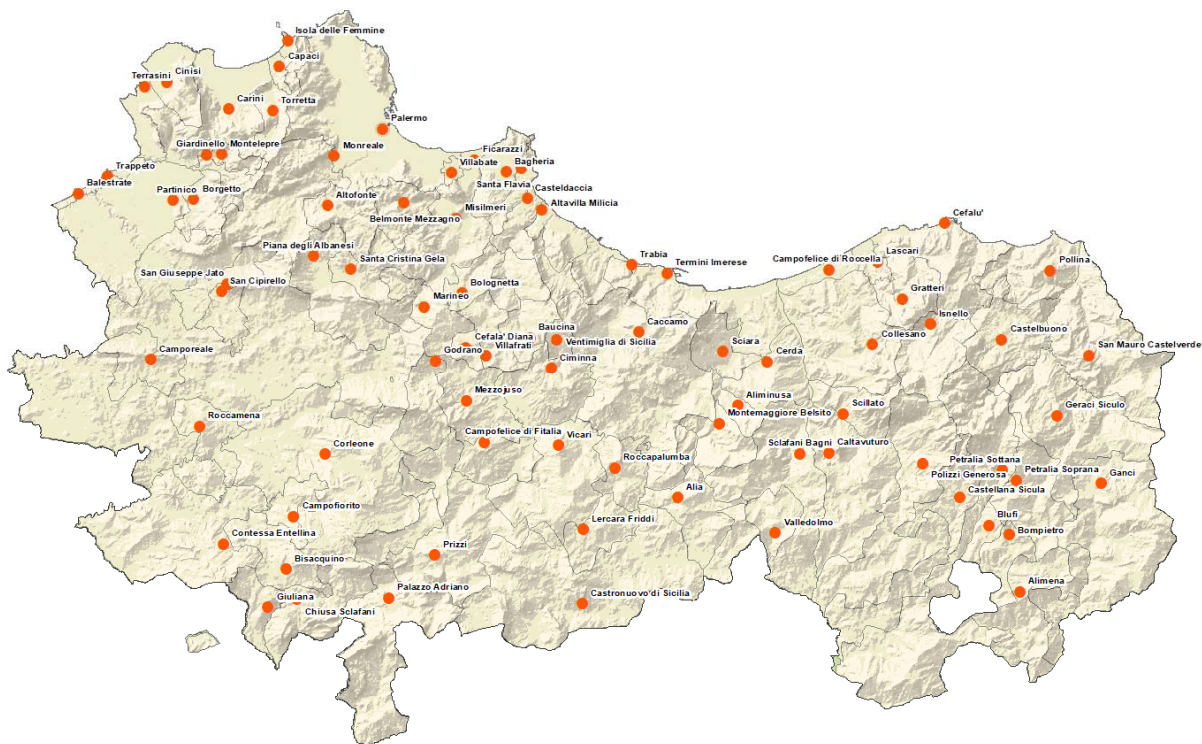 Isola delle Femmine
Capaci
Terrasini
Cinisi
Carini
Torretta
Palermo
Giardinello
Montelepre
Monreale
Ficarazzi
Villabate
Bagheria
Trappeto
Balestrate
Partinico
Borgetto
Santa Flavia
Casteldaccia
Altofonte
Altavilla Milicia
Misilmeri
Belmonte Mezzagno
Cefalu'
Piana degli Albanesi
Santa Cristina Gela
Trabia
Termini Imerese
Campofelice di Roccella
Lascari
Pollina
San Giuseppe Jato
San Cipirello
Bolognetta
Marineo
Gratteri
Isnello
Baucina
Caccamo
Collesano
Castelbuono
Cefala' Diana
Ventimiglia di Sicilia
Villafrati
Godrano
Sciara
San Mauro Castelverde
Camporeale
Cerda
Ciminna
Mezzojuso
Aliminusa
Montemaggiore Belsito
Scillato
Geraci Siculo
Roccamena
Campofelice di Fitalia
Vicari
Corleone
Sclafani Bagni
Caltavuturo
Roccapalumba
Petralia Sottana
Petralia Soprana
Ganci
Polizzi Generosa
Alia
Castellana Sicula
Campofiorito
Lercara Friddi
Valledolmo
Blufi
Bompietro
Contessa Entellina
Prizzi
Bisacquino
Palazzo Adriano
Alimena
Giuliana
Castronuovo di Sicilia
Chiusa Sclafani